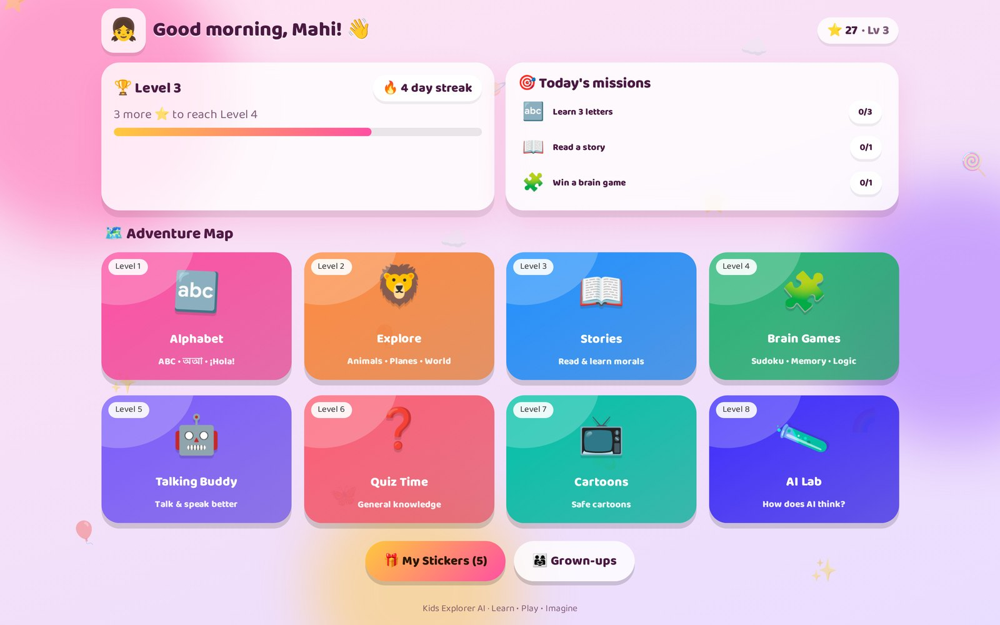 Good morning, Mahi! 👋
⭐ 27 · Lv 3
🏆 Level 3
🔥 4 day streak
3 more ⭐ to reach Level 4
🎯 Today's missions
abc
Learn 3 letters
0/3
Read a story
0/1
Win a brain game
0/1
🗺️ Adventure Map
Level 1
abc
Alphabet
ABC • অআ • ¡Hola!
Level 2
Explore
Animals • Planes • World
Level 3
Stories
Read & learn morals
Level 4
Brain Games
Sudoku • Memory • Logic
Level 5
Talking Buddy
Talk & speak better
Level 6
Quiz Time
General knowledge
Level 7
Cartoons
Safe cartoons
Level 8
AI Lab
How does AI think?
🎁 My Stickers (5)
👨‍👩‍👧‍👦 Grown-ups
Kids Explorer AI · Learn • Play • Imagine